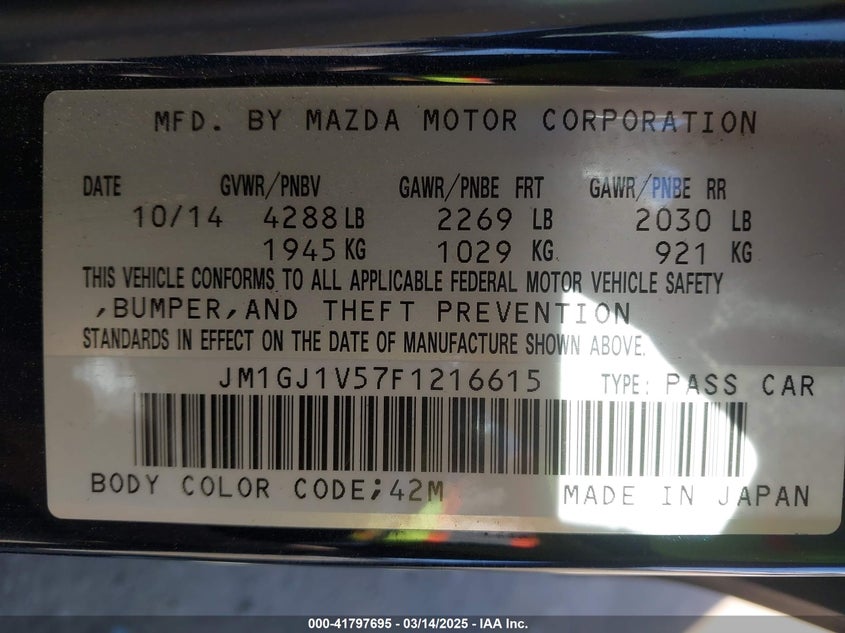 MFD. BY MAZDA MOTOR CORPORATION
DATE GVWR/PNBV GAWR/PNBE FRT GAWR/PNBE RR
10/14 4288 LB 2269 LB 2030 LB
1945 KG 1029 KG 921 KG
THIS VEHICLE CONFORMS TO ALL APPLICABLE FEDERAL MOTOR VEHICLE SAFETY
,BUMPER,AND THEFT PREVENTION
STANDARDS IN EFFECT ON THE DATE OF MANUFACTURE SHOWN ABOVE.
JM1GJ1V57F1216615 TYPE: PASS CAR
BODY COLOR CODE;42M MADE IN JAPAN
000-41797695 - 03/14/2025 - IAA Inc.